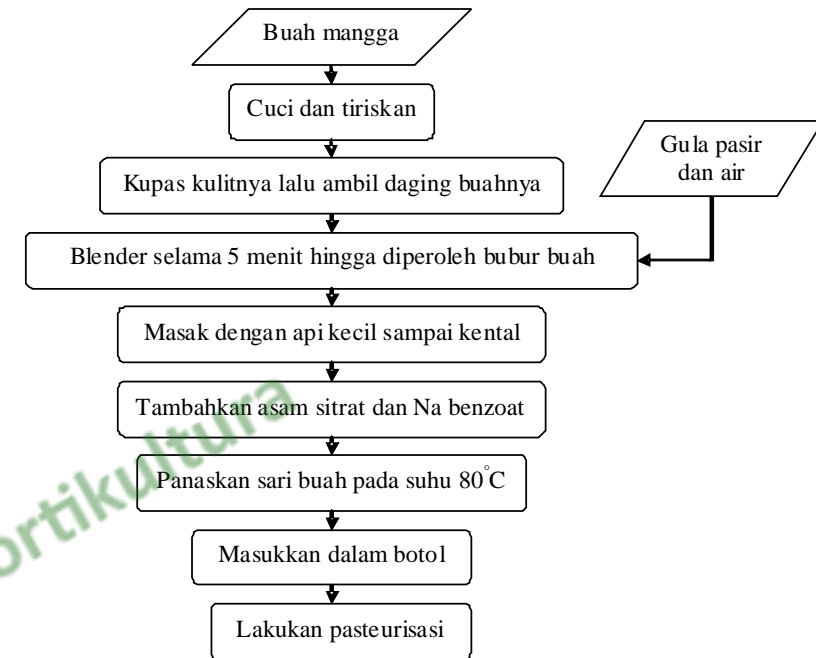 Buah mangga
Cuci dan tiriskan
Gula pasir
dan air
Kupas kulitnya lalu ambil daging buahnya
Blender selama 5 menit hingga diperoleh bubur buah
Masak dengan api kecil sampai kental
Tambahkan asam sitrat dan Na benzoat
Panaskan sari buah pada suhu 80°C
Masukkan dalam botol
Lakukan pasteurisasi
ortikultura